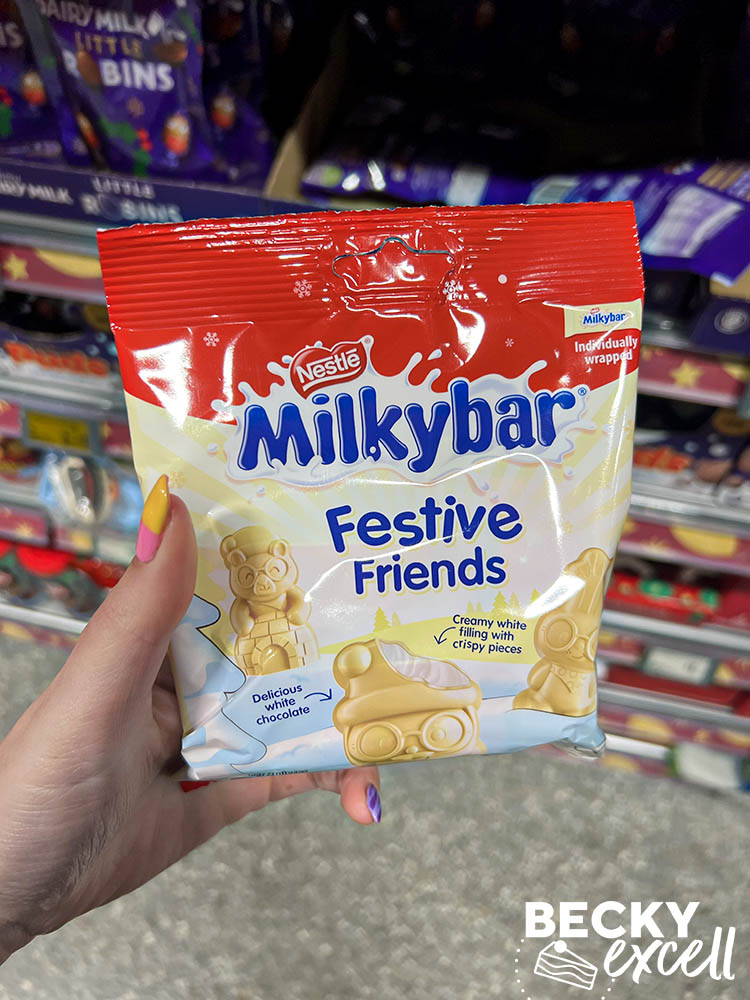 DAIRY MILK
LITTLE
ROBINS
DAIRY MILK LITTLE ROBINS
Milkybar
Individually
wrapped
Nestlé
Milkybar®
Festive
Friends
Creamy white
filling with
crispy pieces
Delicious
white
chocolate
BECKY
excell